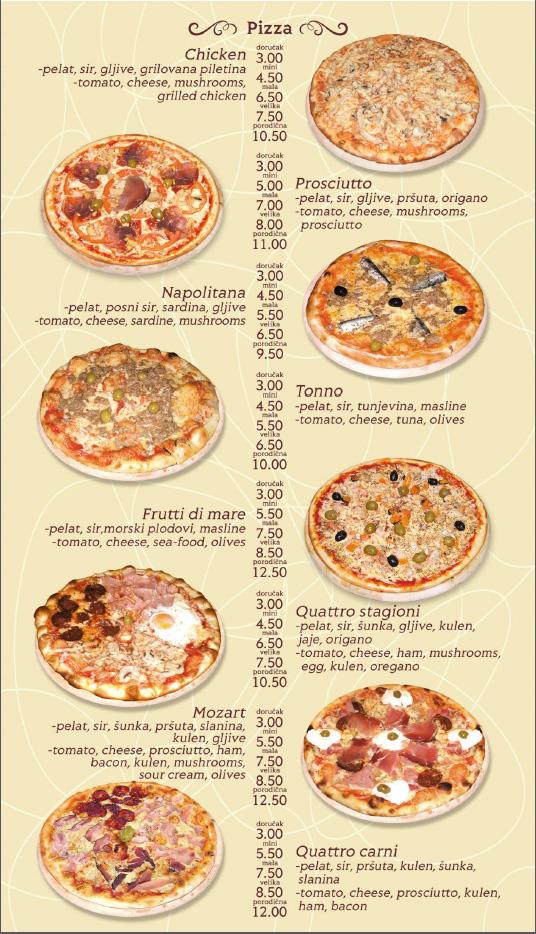 Pizza
Chicken
-pelat, sir, gljive, grilovana piletina
-tomato, cheese, mushrooms,
grilled chicken
doručak
3.00
mini
4.50
mala
6.50
velika
7.50
porodična
10.50
doručak
3.00
mini
5.00
mala
7.00
velika
8.00
porodična
11.00
Prosciutto
-pelat, sir, gljive, pršuta, origano
-tomato, cheese, mushrooms,
prosciutto
Napolitana
-pelat, posni sir, sardina, gljive
-tomato, cheese, sardine, mushrooms
doručak
3.00
mini
4.50
mala
5.50
velika
6.50
porodična
9.50
doručak
3.00
mini
4.50
mala
5.50
velika
6.50
porodična
10.00
Tonno
-pelat, sir, tunjevina, masline
-tomato, cheese, tuna, olives
Frutti di mare
-pelat, sir,morski plodovi, masline
-tomato, cheese, sea-food, olives
doručak
3.00
mini
5.50
mala
7.50
velika
8.50
porodična
12.50
doručak
3.00
mini
4.50
mala
6.50
velika
7.50
porodična
10.50
Quattro stagioni
-pelat, sir, šunka, gljive, kulen,
jaje, origano
-tomato, cheese, ham, mushrooms,
egg, kulen, oregano
Mozart
-pelat, sir, šunka, pršuta, slanina,
kulen, gljive
-tomato, cheese, prosciutto, ham,
bacon, kulen, mushrooms,
sour cream, olives
doručak
3.00
mini
5.50
mala
7.50
velika
8.50
porodična
12.50
doručak
3.00
mini
5.50
mala
7.50
velika
8.50
porodična
12.00
Quattro carni
-pelat, sir, pršuta, kulen, šunka,
slanina
-tomato, cheese, prosciutto, kulen,
ham, bacon